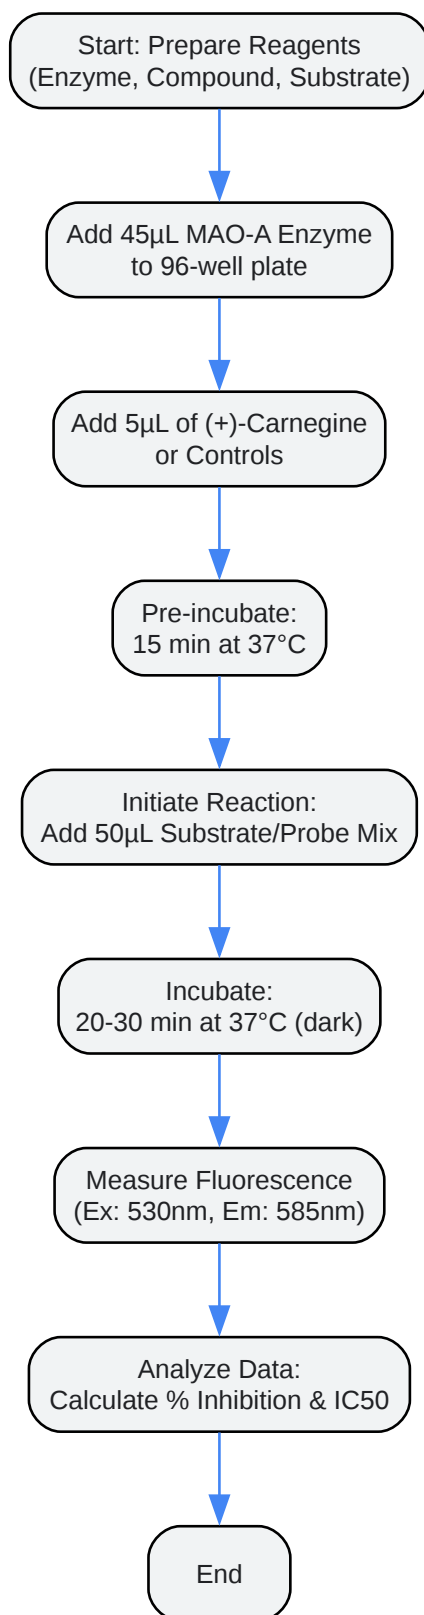 Start: Prepare Reagents
(Enzyme, Compound, Substrate)
Add 45µL MAO-A Enzyme
to 96-well plate
Add 5µL of (+)-Carnegine
or Controls
Pre-incubate:
15 min at 37°C
Initiate Reaction:
Add 50µL Substrate/Probe Mix
Incubate:
20-30 min at 37°C (dark)
Measure Fluorescence
(Ex: 530nm, Em: 585nm)
Analyze Data:
Calculate % Inhibition & IC50
End